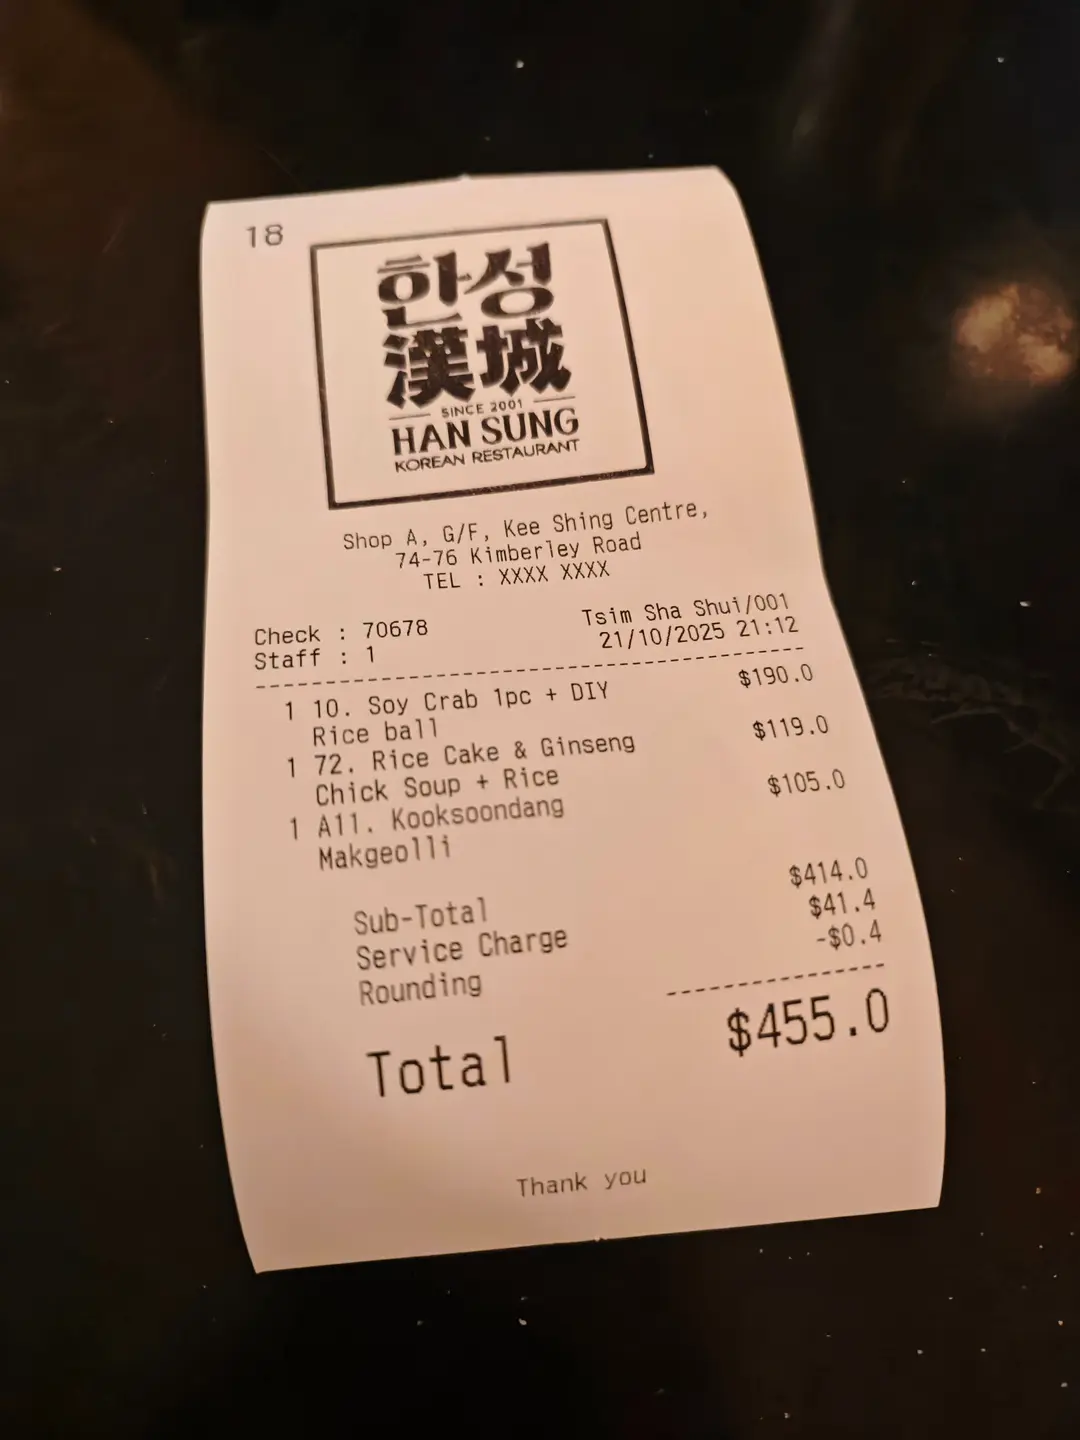 18
한성
漢城
SINCE 2001
HAN SUNG
KOREAN RESTAURANT
Shop A, G/F, Kee Shing Centre,
74-76 Kimberley Road
TEL : XXXX XXXX
Tsim Sha Shui/001
Check : 70678 21/10/2025 21:12
Staff : 1
1 10. Soy Crab 1pc + DIY $190.0
Rice ball
1 72. Rice Cake & Ginseng $119.0
Chick Soup + Rice
1 A11. Kooksoondang $105.0
Makgeolli
Sub-Total $414.0
Service Charge $41.4
Rounding -$0.4
Total $455.0
Thank you